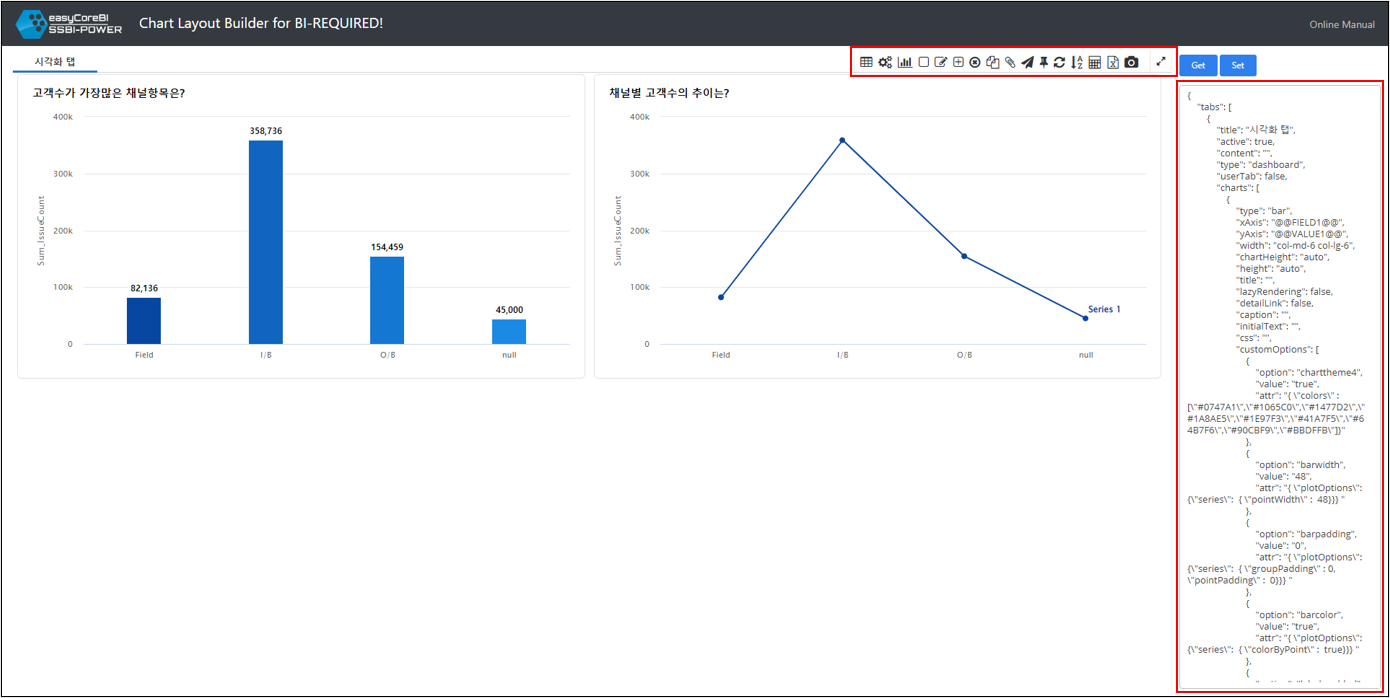 easyCoreBI
SSBI-POWER
Chart Layout Builder for BI-REQUIRED!
Online Manual
시각화 탭
Get
Set
고객수가 가장많은 채널항목은?
400k
300k
200k
100k
0
Sum_IssueCount
82,136
358,736
154,459
45,000
Field
I/B
O/B
null
채널별 고객수의 추이는?
400k
300k
200k
100k
0
Sum_IssueCount
Series 1
Field
I/B
O/B
null
{
"tabs": [
{
"title": "시각화 탭",
"active": true,
"content": "",
"type": "dashboard",
"userTab": false,
"charts": [
{
"type": "bar",
"xAxis": "@@FIELD1@@",
"yAxis": "@@VALUE1@@",
"width": "col-md-6 col-lg-6",
"chartHeight": "auto",
"height": "auto",
"title": "",
"lazyRendering": false,
"detailLink": false,
"caption": "",
"initialText": "",
"css": "",
"customOptions": [
{
"option": "charttheme4",
"value": "true",
"attr": "{ \"colors\" :
[\"#0747A1\",\"#1065C0\",\"#1477D2\",\"
#1A8AE5\",\"#1E97F3\",\"#41A7F5\",\"#6
4B7F6\",\"#90CBF9\",\"#BBDFFB\"]}"
},
{
"option": "barwidth",
"value": "48",
"attr": "{ \"plotOptions\":
{\"series\": { \"pointWidth\" : 48}}} "
},
{
"option": "barpadding",
"value": "0",
"attr": "{ \"plotOptions\":
{\"series\": { \"groupPadding\" : 0,
\"pointPadding\" : 0}}} "
},
{
"option": "barcolor",
"value": "true",
"attr": "{ \"plotOptions\":
{\"series\": { \"colorByPoint\" : true}}} "
},
{